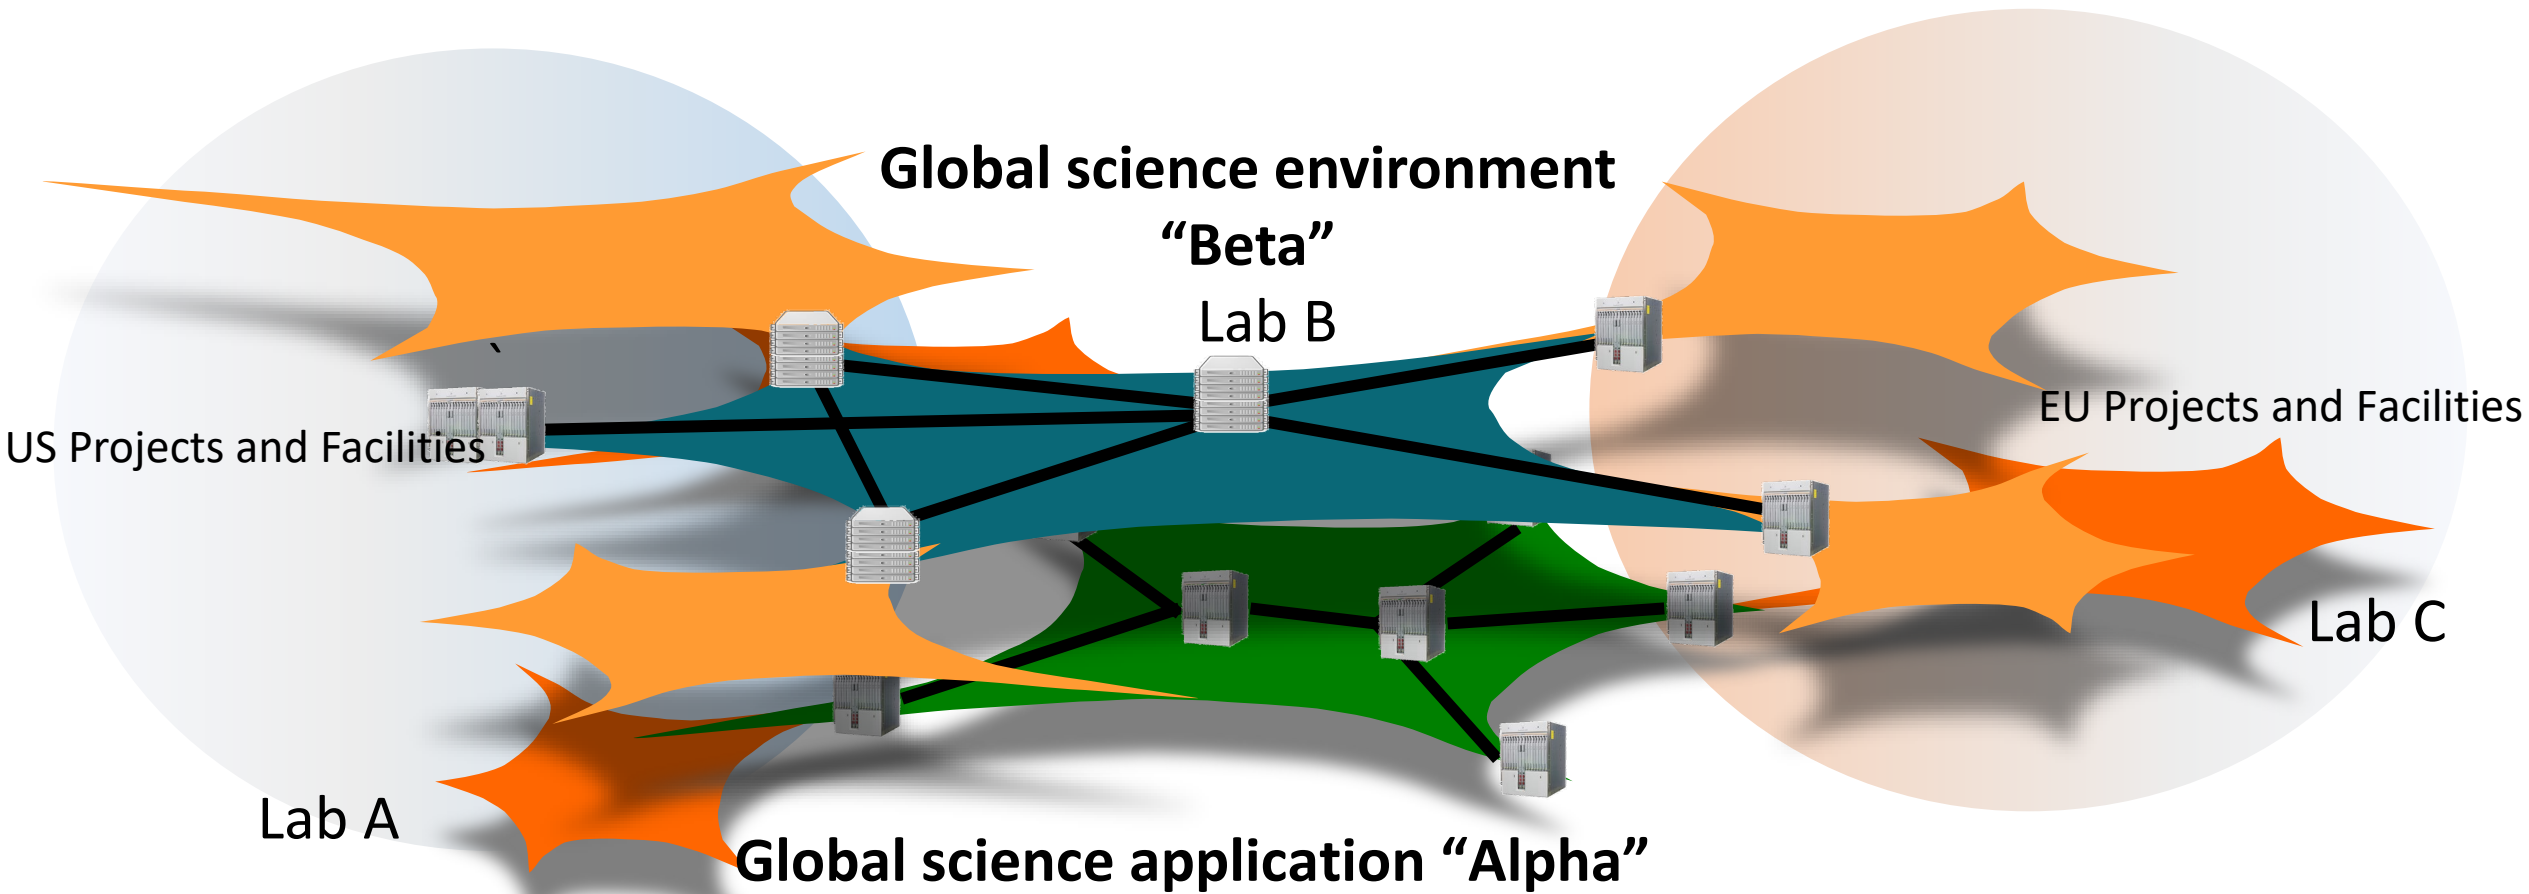 Global science environment
“Beta”
Lab B
EU Projects and Facilities
US Projects and Facilities
Lab C
Lab A
Global science application “Alpha”